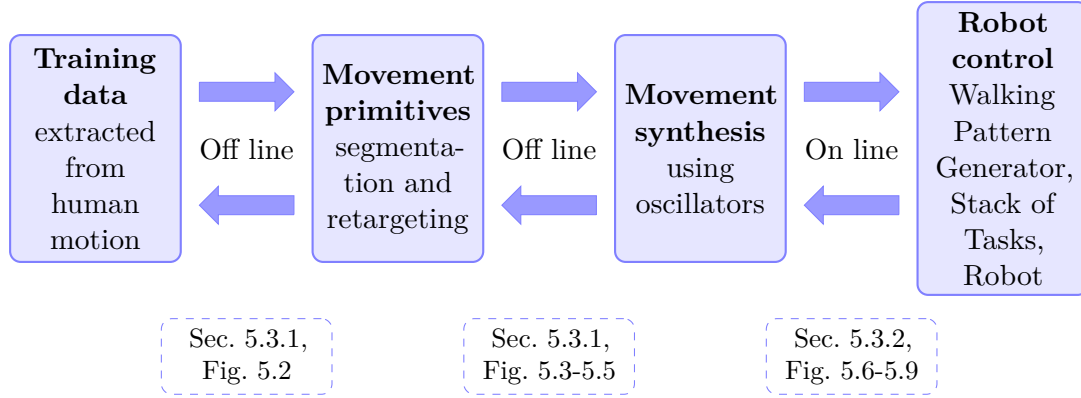 Training
data
extracted
from
human
motion
Off line
Movement
primitives
segmenta-
tion and
retargeting
Off line
Movement
synthesis
using
oscillators
On line
Robot
control
Walking
Pattern
Generator,
Stack of
Tasks,
Robot
Sec. 5.3.1,
Fig. 5.2
Sec. 5.3.1,
Fig. 5.3-5.5
Sec. 5.3.2,
Fig. 5.6-5.9